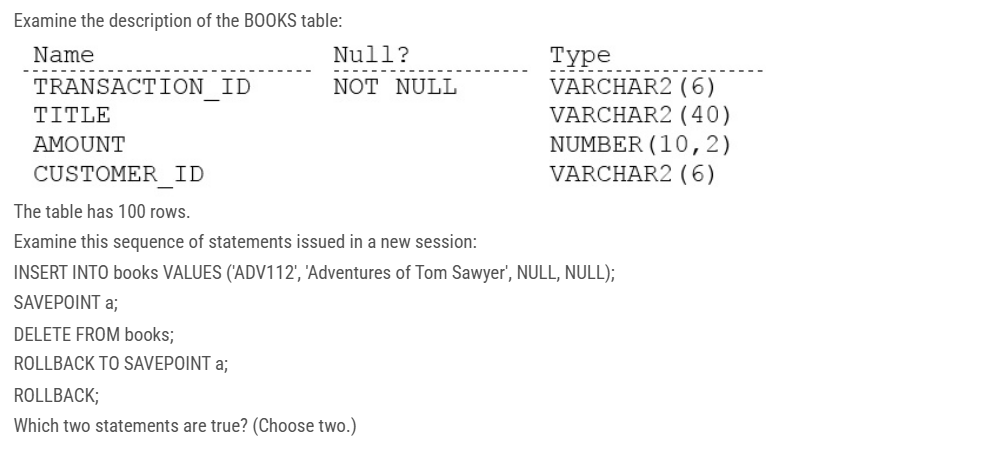 Examine the description of the BOOKS table:
Name Null? Type
TRANSACTION_ID NOT NULL VARCHAR2(6)
TITLE VARCHAR2(40)
AMOUNT NUMBER(10,2)
CUSTOMER_ID VARCHAR2(6)
The table has 100 rows.
Examine this sequence of statements issued in a new session:
INSERT INTO books VALUES ('ADV112', 'Adventures of Tom Sawyer', NULL, NULL);
SAVEPOINT a;
DELETE FROM books;
ROLLBACK TO SAVEPOINT a;
ROLLBACK;
Which two statements are true? (Choose two.)